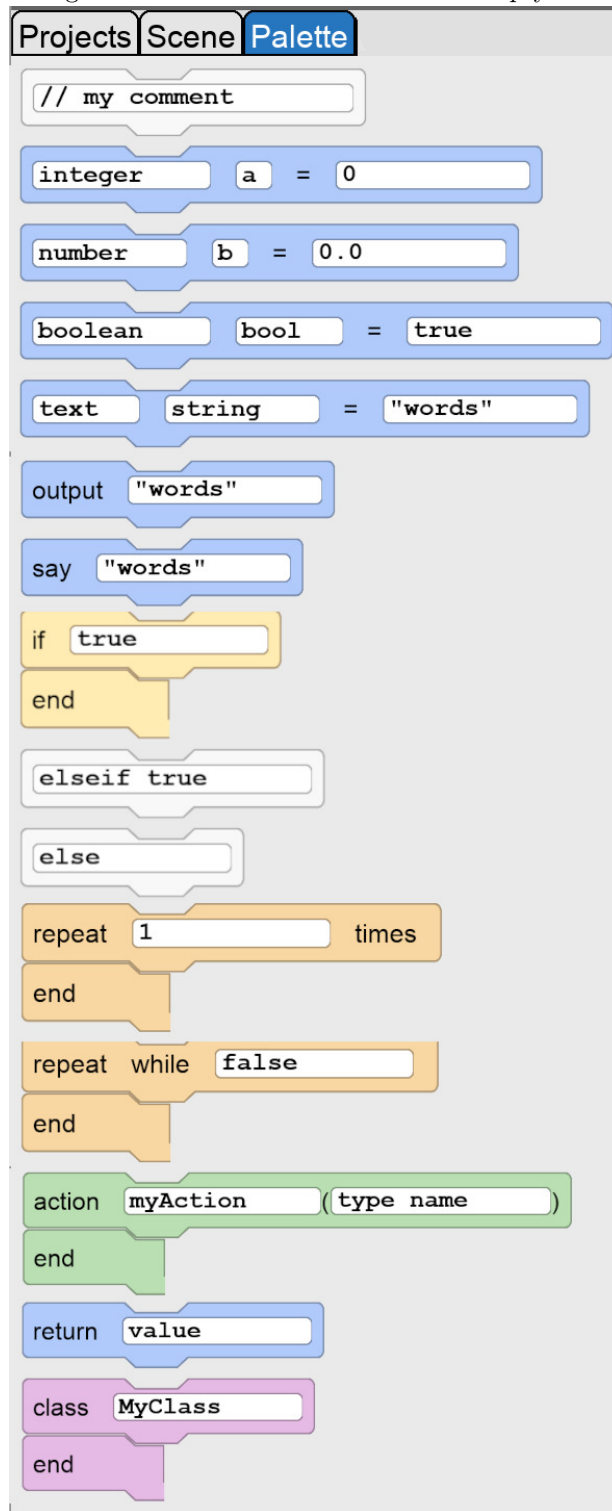 Projects Scene Palette
// my comment
integer a = 0
number b = 0.0
boolean bool = true
text string = "words"
output "words"
say "words"
if true
end
elseif true
else
repeat 1 times
end
repeat while false
end
action myAction (type name)
end
return value
class MyClass
end